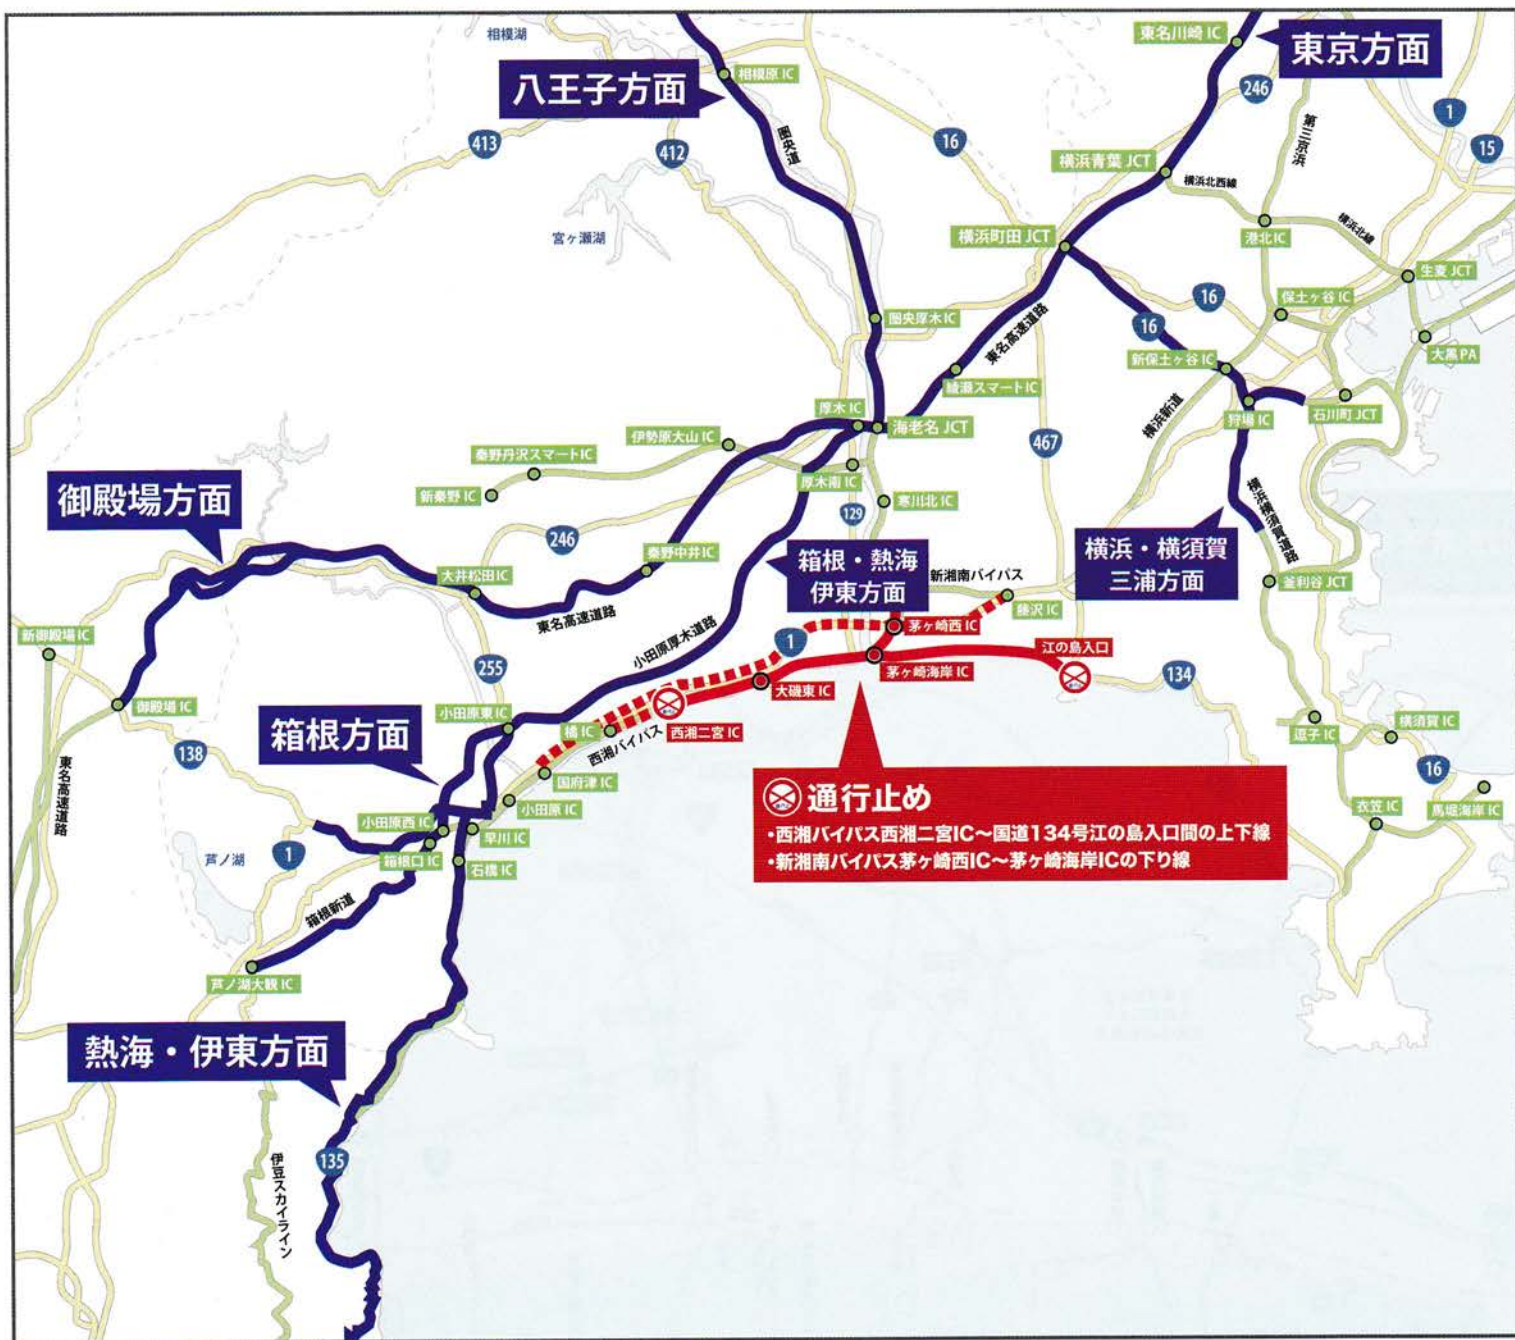 相模湖
東名川崎 IC
東京方面
八王子方面
相模原 IC
246
1
413
412
圏央道
16
第三京浜
15
横浜青葉 JCT
横浜北西線
宮ヶ瀬湖
横浜町田 JCT
港北 IC
横浜北線
生麦 JCT
圏央厚木 IC
東名高速道路
16
16
保土ヶ谷 IC
大黒 PA
新保土ヶ谷 IC
綾瀬スマート IC
厚木 IC
海老名 JCT
横浜新道
狩場 IC
石川町 JCT
伊勢原大山 IC
秦野丹沢スマート IC
467
新秦野 IC
厚木南 IC
寒川北 IC
129
御殿場方面
246
秦野中井 IC
横浜横須賀道路
箱根・熱海
伊東方面
新湘南バイパス
横浜・横須賀
三浦方面
大井松田 IC
東名高速道路
藤沢 IC
釜利谷 JCT
新御殿場 IC
小田原厚木道路
1
茅ヶ崎西 IC
255
江の島入口
茅ヶ崎海岸 IC
134
御殿場 IC
大磯東 IC
小田原東 IC
箱根方面
橘 IC
西湘バイパス
西湘二宮 IC
逗子 IC
横須賀 IC
138
東名高速道路
国府津 IC
16
通行止め
・西湘バイパス西湘二宮IC～国道134号江の島入口間の上下線
・新湘南バイパス茅ヶ崎西IC～茅ヶ崎海岸ICの下り線
小田原 IC
衣笠 IC
馬堀海岸 IC
小田原西 IC
早川 IC
芦ノ湖
1
箱根口 IC
石橋 IC
箱根新道
芦ノ湖大観 IC
熱海・伊東方面
135
伊豆スカイライン